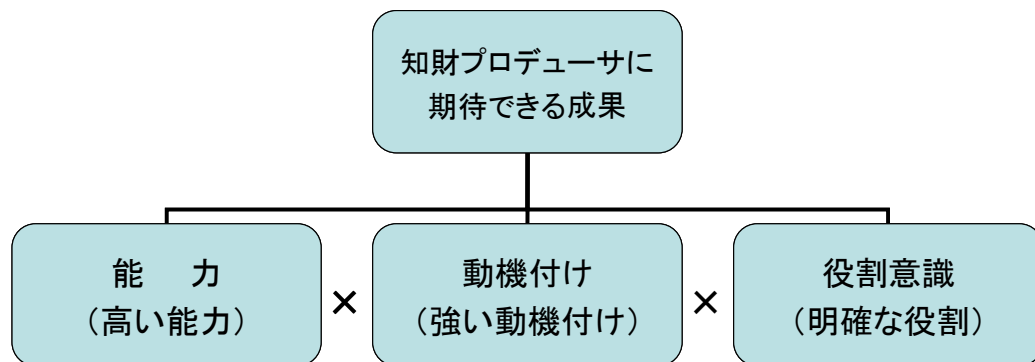 知財プロデューサに
期待できる成果
能　力
（高い能力）
×
動機付け
（強い動機付け）
×
役割意識
（明確な役割）